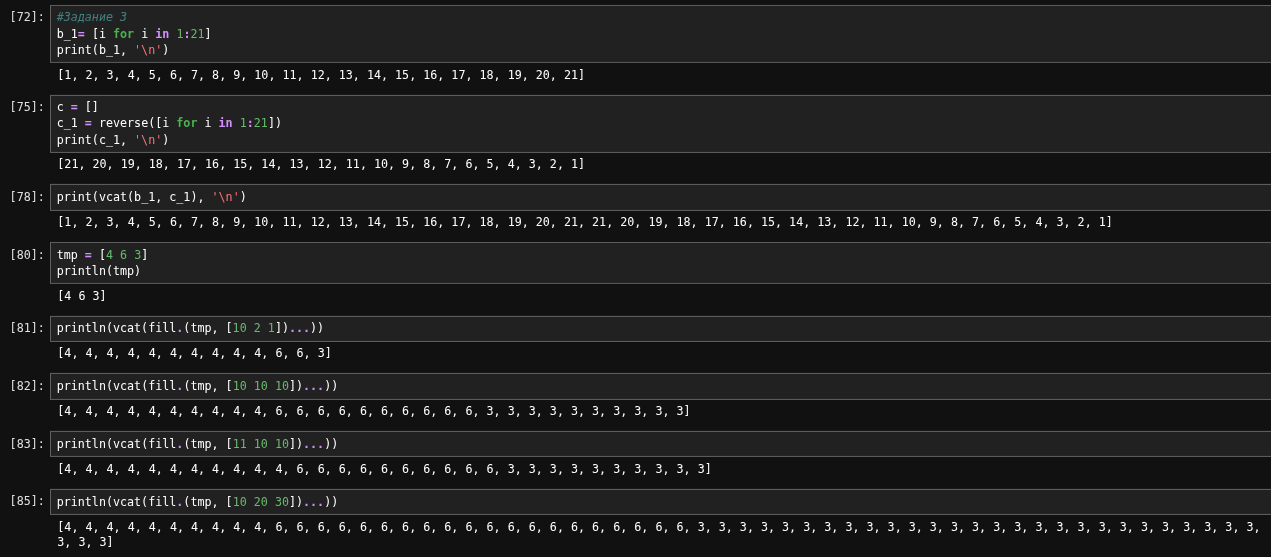 [72]: #Задание 3
b_1= [i for i in 1:21]
print(b_1, '\n')
[1, 2, 3, 4, 5, 6, 7, 8, 9, 10, 11, 12, 13, 14, 15, 16, 17, 18, 19, 20, 21]
[75]: c = []
c_1 = reverse([i for i in 1:21])
print(c_1, '\n')
[21, 20, 19, 18, 17, 16, 15, 14, 13, 12, 11, 10, 9, 8, 7, 6, 5, 4, 3, 2, 1]
[78]: print(vcat(b_1, c_1), '\n')
[1, 2, 3, 4, 5, 6, 7, 8, 9, 10, 11, 12, 13, 14, 15, 16, 17, 18, 19, 20, 21, 21, 20, 19, 18, 17, 16, 15, 14, 13, 12, 11, 10, 9, 8, 7, 6, 5, 4, 3, 2, 1]
[80]: tmp = [4 6 3]
println(tmp)
[4 6 3]
[81]: println(vcat(fill.(tmp, [10 2 1])...))
[4, 4, 4, 4, 4, 4, 4, 4, 4, 4, 6, 6, 3]
[82]: println(vcat(fill.(tmp, [10 10 10])...))
[4, 4, 4, 4, 4, 4, 4, 4, 4, 4, 6, 6, 6, 6, 6, 6, 6, 6, 6, 6, 3, 3, 3, 3, 3, 3, 3, 3, 3, 3]
[83]: println(vcat(fill.(tmp, [11 10 10])...))
[4, 4, 4, 4, 4, 4, 4, 4, 4, 4, 4, 6, 6, 6, 6, 6, 6, 6, 6, 6, 6, 3, 3, 3, 3, 3, 3, 3, 3, 3, 3]
[85]: println(vcat(fill.(tmp, [10 20 30])...))
[4, 4, 4, 4, 4, 4, 4, 4, 4, 4, 6, 6, 6, 6, 6, 6, 6, 6, 6, 6, 6, 6, 6, 6, 6, 6, 6, 6, 6, 6, 3, 3, 3, 3, 3, 3, 3, 3, 3, 3, 3, 3, 3, 3, 3, 3, 3, 3, 3, 3, 3, 3, 3, 3, 3, 3, 3,
3, 3, 3]